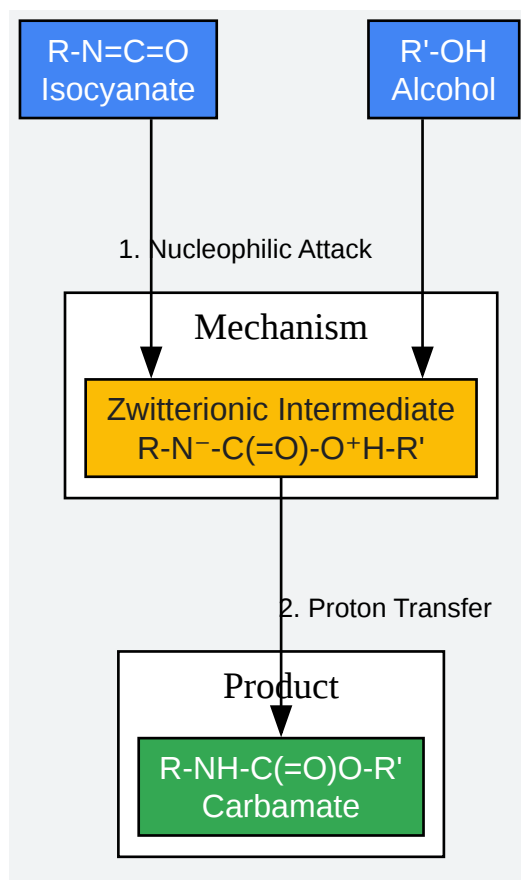 R-N=C=O
Isocyanate
R'-OH
Alcohol
1. Nucleophilic Attack
Mechanism
Zwitterionic Intermediate
R-N⁻-C(=O)-O⁺H-R'
2. Proton Transfer
Product
R-NH-C(=O)O-R'
Carbamate